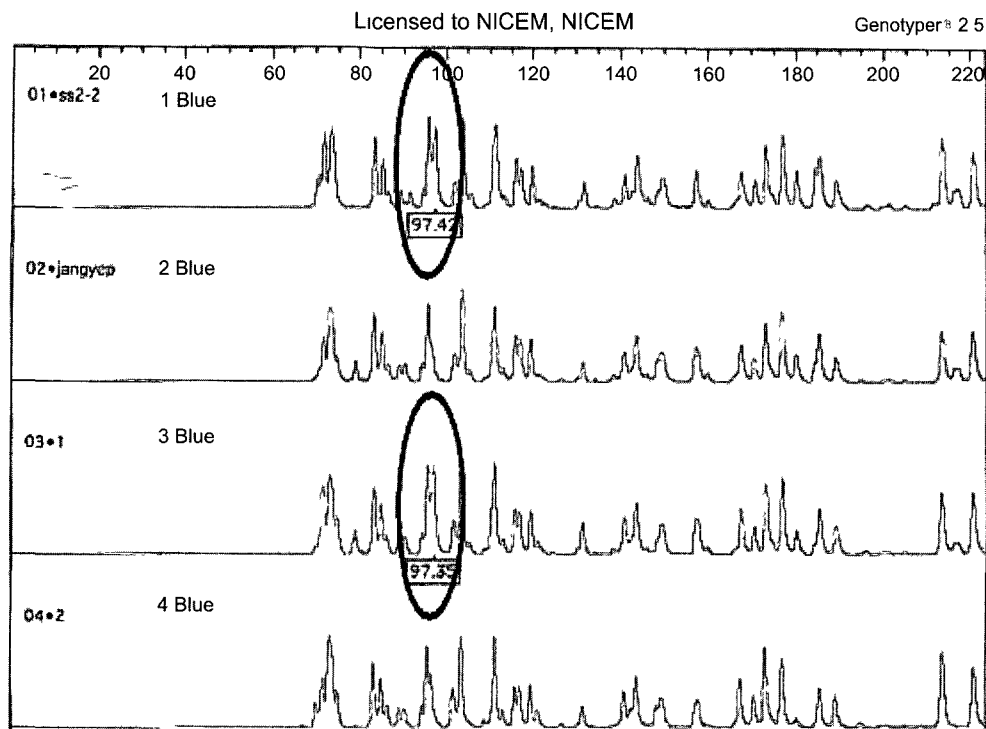 Licensed to NICEM, NICEM
Genotyper® 2 5
20 40 60 80 100 120 140 160 180 200 220
01•ss2-2 1 Blue
97.42
02•jangyep 2 Blue
03•1 3 Blue
97.35
04•2 4 Blue